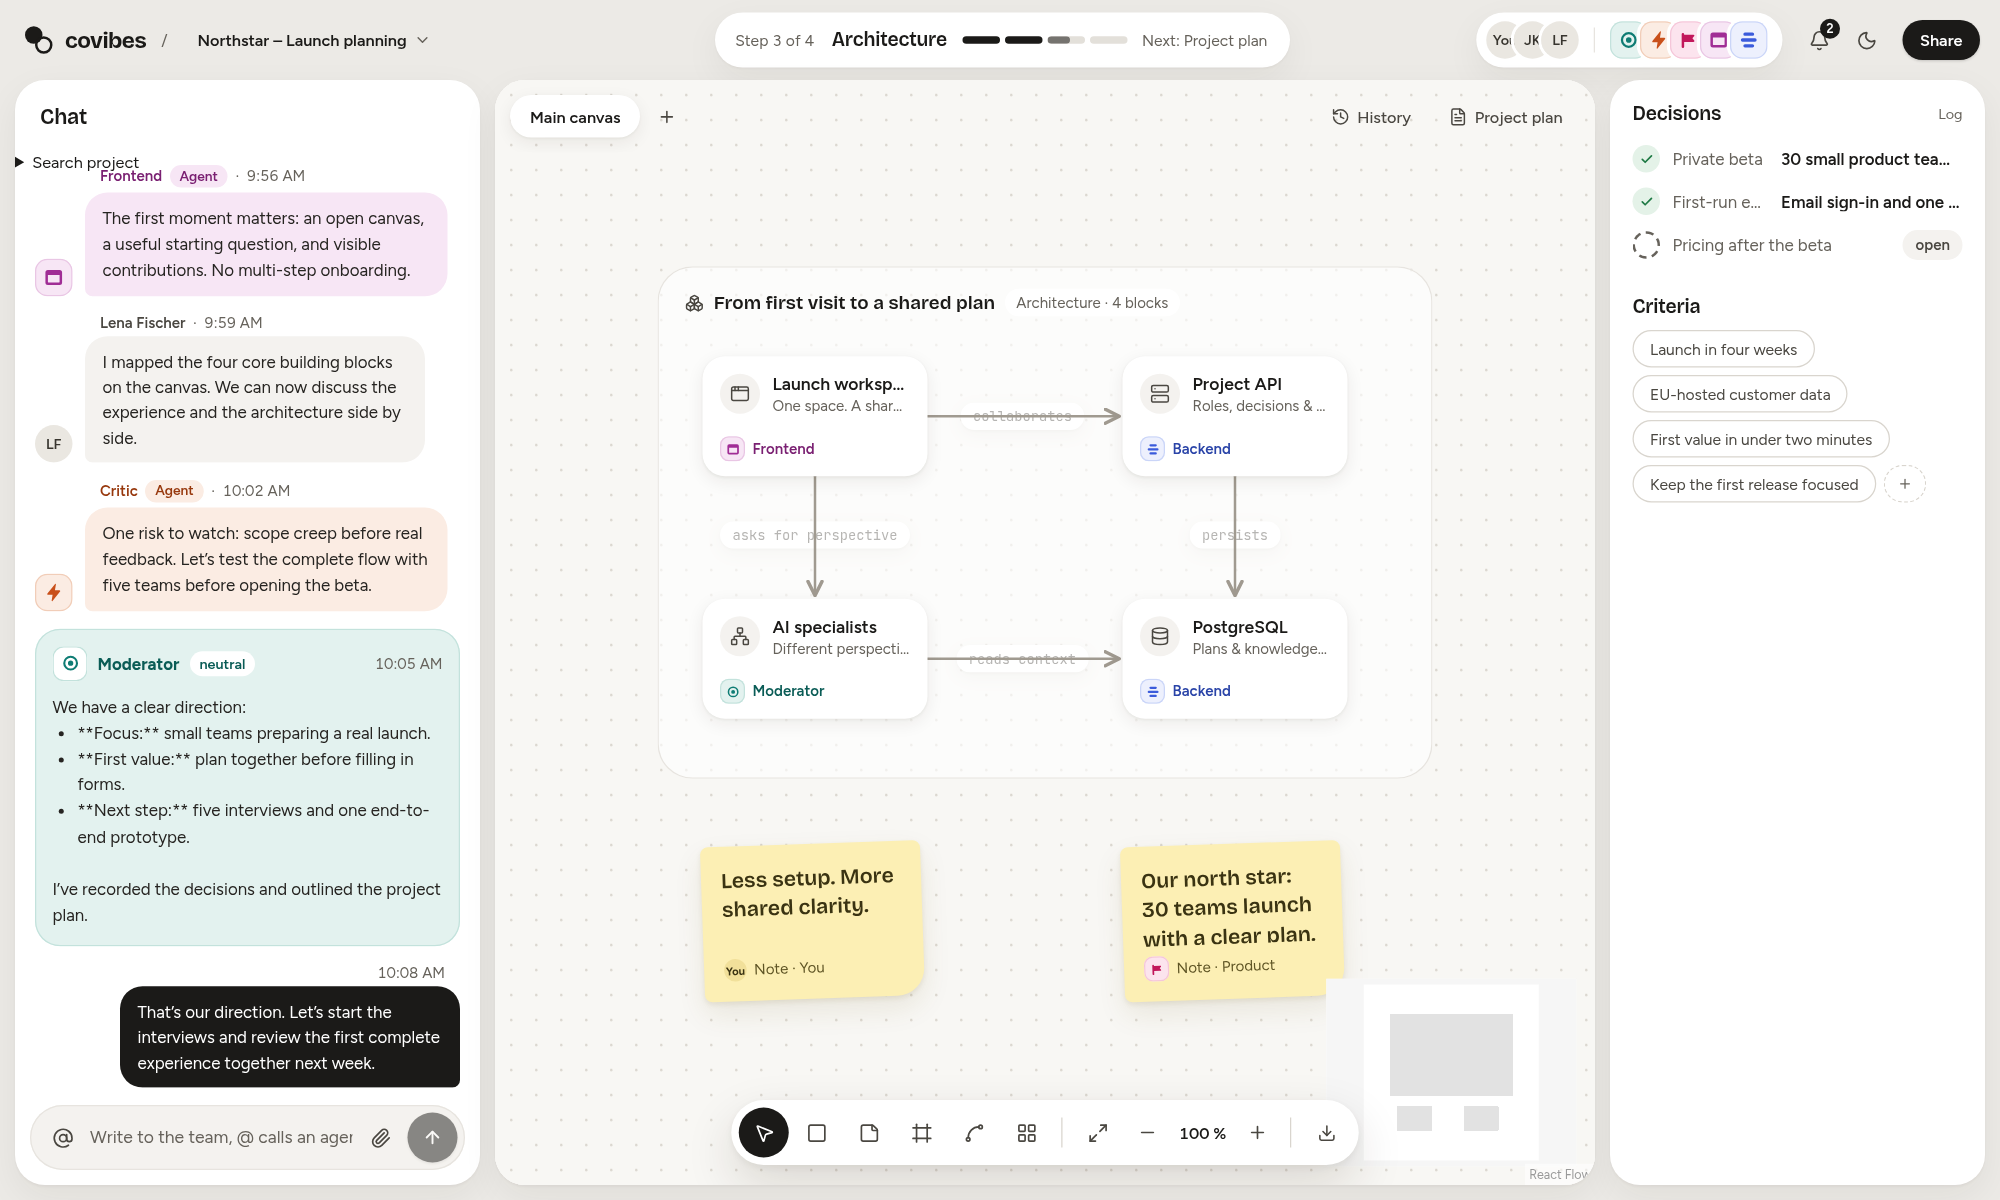 covibes / Northstar – Launch planning
Step 3 of 4 Architecture Next: Project plan
You JK LF
2
Share
Chat
Search project
Frontend Agent · 9:56 AM
The first moment matters: an open canvas,
a useful starting question, and visible
contributions. No multi-step onboarding.
Lena Fischer · 9:59 AM
I mapped the four core building blocks
on the canvas. We can now discuss the
experience and the architecture side by
side.
LF
Critic Agent · 10:02 AM
One risk to watch: scope creep before real
feedback. Let's test the complete flow with
five teams before opening the beta.
Moderator neutral 10:05 AM
We have a clear direction:
• **Focus:** small teams preparing a real launch.
• **First value:** plan together before filling in
forms.
• **Next step:** five interviews and one end-to-
end prototype.
I've recorded the decisions and outlined the project
plan.
10:08 AM
That's our direction. Let's start the
interviews and review the first complete
experience together next week.
@ Write to the team, @ calls an agen
Main canvas +
History Project plan
From first visit to a shared plan Architecture · 4 blocks
Launch worksp...
One space. A shar...
Frontend
collaborates
Project API
Roles, decisions & ...
Backend
asks for perspective
persists
AI specialists
Different perspecti...
Moderator
reads context
PostgreSQL
Plans & knowledge...
Backend
Less setup. More
shared clarity.
You Note · You
Our north star:
30 teams launch
with a clear plan.
Note · Product
100 %
React Flow
Decisions Log
Private beta 30 small product tea...
First-run e... Email sign-in and one ...
Pricing after the beta open
Criteria
Launch in four weeks
EU-hosted customer data
First value in under two minutes
Keep the first release focused +